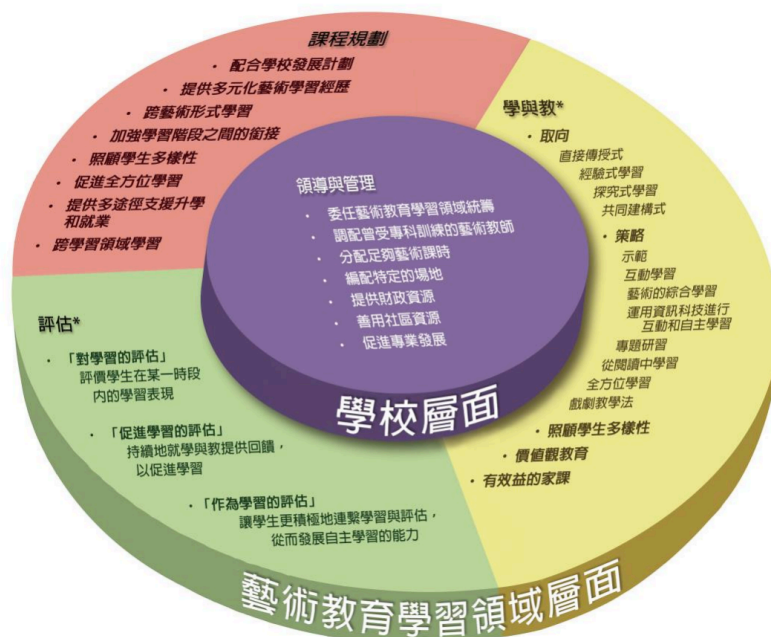 課程規劃
· 配合學校發展計劃
· 提供多元化藝術學習經歷
· 跨藝術形式學習
· 加強學習階段之間的銜接
· 照顧學生多樣性
· 促進全方位學習
· 提供多途徑支援升學
和就業
· 跨學習領域學習
學與教*
· 取向
直接傳授式
經驗式學習
探究式學習
共同建構式
· 策略
示範
互動學習
藝術的綜合學習
運用資訊科技進行
互動和自主學習
專題研習
從閱讀中學習
全方位學習
戲劇教學法
· 照顧學生多樣性
· 價值觀教育
· 有效益的家課
領導與管理
· 委任藝術教育學習領域統籌
· 調配曾受專科訓練的藝術教師
· 分配足夠藝術課時
· 編配特定的場地
· 提供財政資源
· 善用社區資源
· 促進專業發展
學校層面
評估*
· 「對學習的評估」
評價學生在某一時段
內的學習表現
· 「促進學習的評估」
持續地就學與教提供回饋，
以促進學習
· 「作為學習的評估」
讓學生更積極地連繫學習與評估，
從而發展自主學習的能力
藝術教育學習領域層面